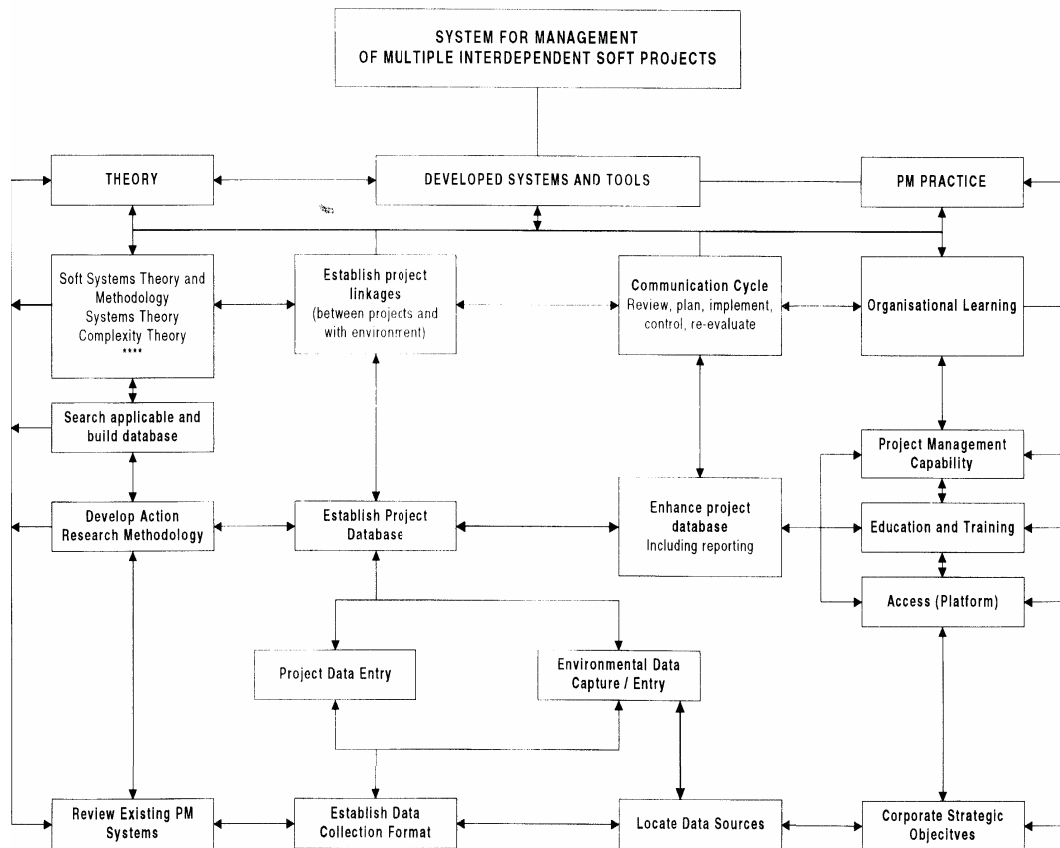 SYSTEM FOR MANAGEMENT
OF MULTIPLE INTERDEPENDENT SOFT PROJECTS
THEORY
DEVELOPED SYSTEMS AND TOOLS
PM PRACTICE
Soft Systems Theory and
Methodology
Systems Theory
Complexity Theory
****
Establish project
linkages
(between projects and
with environment)
Communication Cycle
Review, plan, implement,
control, re-evaluate
Organisational Learning
Search applicable and
build database
Project Management
Capability
Develop Action
Research Methodology
Establish Project
Database
Enhance project
database
Including reporting
Education and Training
Access (Platform)
Project Data Entry
Environmental Data
Capture / Entry
Review Existing PM
Systems
Establish Data
Collection Format
Locate Data Sources
Corporate Strategic
Objecitves